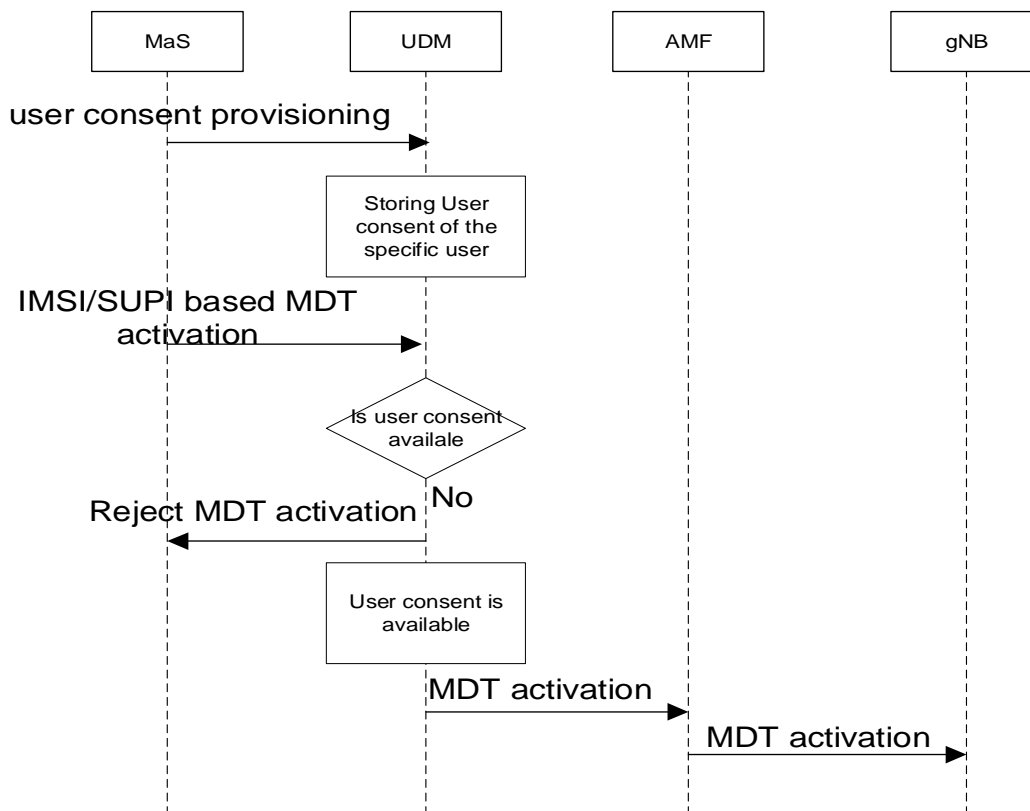 MaS
UDM
AMF
gNB
user consent provisioning
Storing User
consent of the
specific user
IMSI/SUPI based MDT
activation
Is user consent
availale
No
Reject MDT activation
User consent is
available
MDT activation
MDT activation